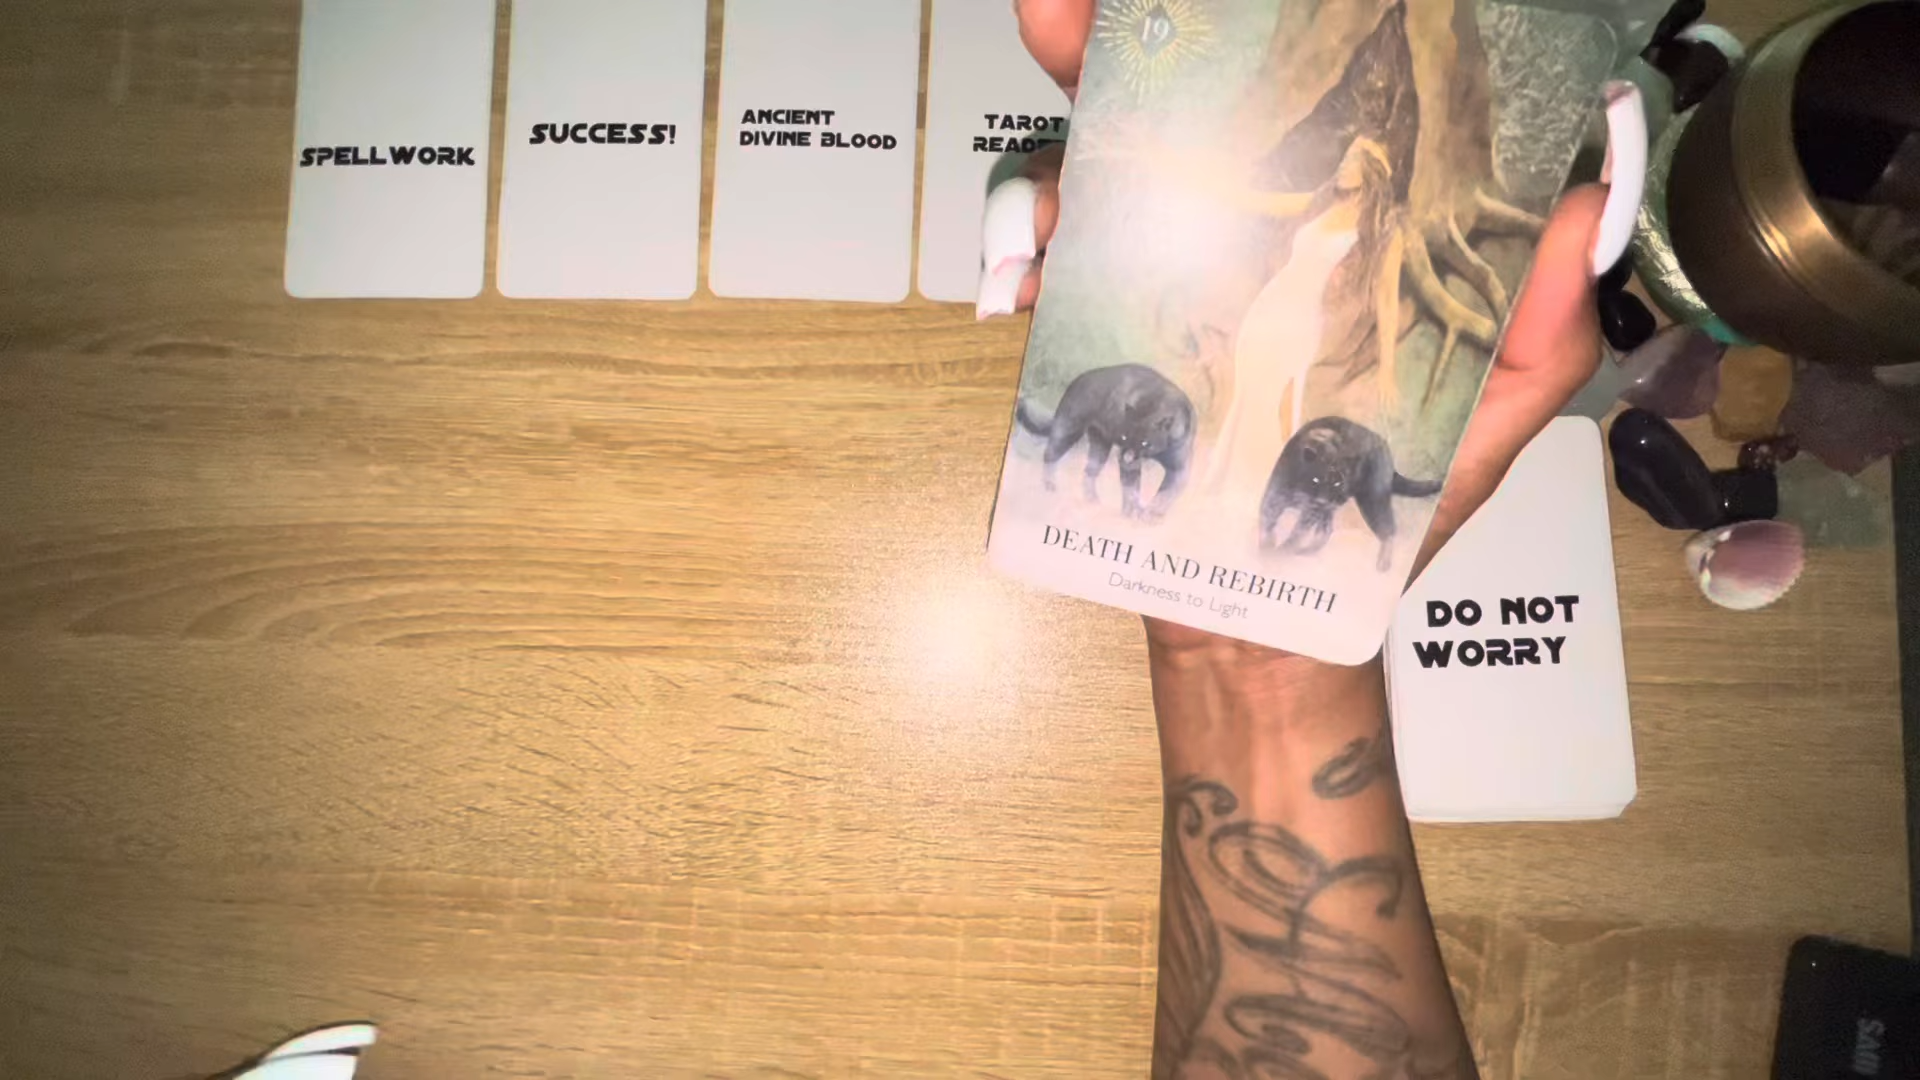 SPELLWORK
SUCCESS!
ANCIENT
DIVINE BLOOD
TAROT
19
DEATH AND REBIRTH
Darkness to Light
DO NOT
WORRY